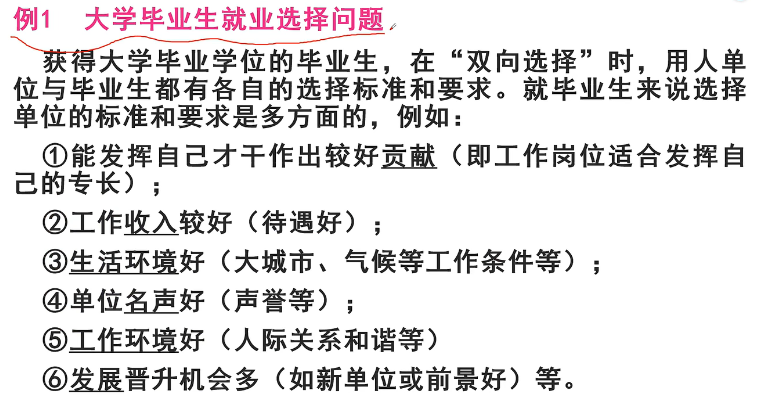 例1 大学毕业生就业选择问题
获得大学毕业学位的毕业生，在“双向选择”时，用人单
位与毕业生都有各自的选择标准和要求。就毕业生来说选择
单位的标准和要求是多方面的，例如：
①能发挥自己才干作出较好贡献（即工作岗位适合发挥自
己的专长）；
②工作收入较好（待遇好）；
③生活环境好（大城市、气候等工作条件等）；
④单位名声好（声誉等）；
⑤工作环境好（人际关系和谐等）
⑥发展晋升机会多（如新单位或前景好）等。